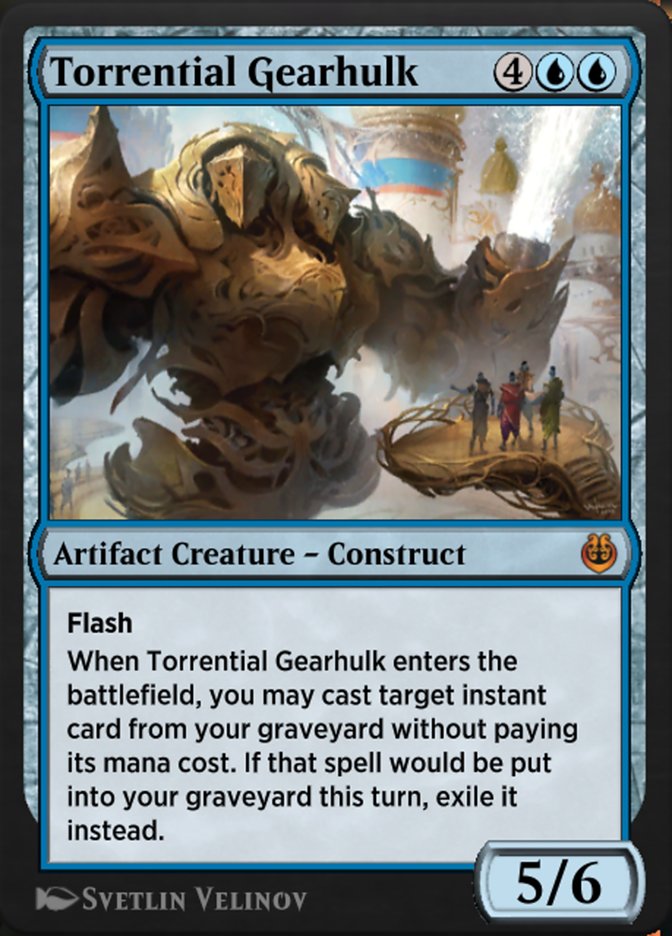 Torrential Gearhulk 4
Artifact Creature – Construct
Flash
When Torrential Gearhulk enters the
battlefield, you may cast target instant
card from your graveyard without paying
its mana cost. If that spell would be put
into your graveyard this turn, exile it
instead.
5/6
Svetlin Velinov